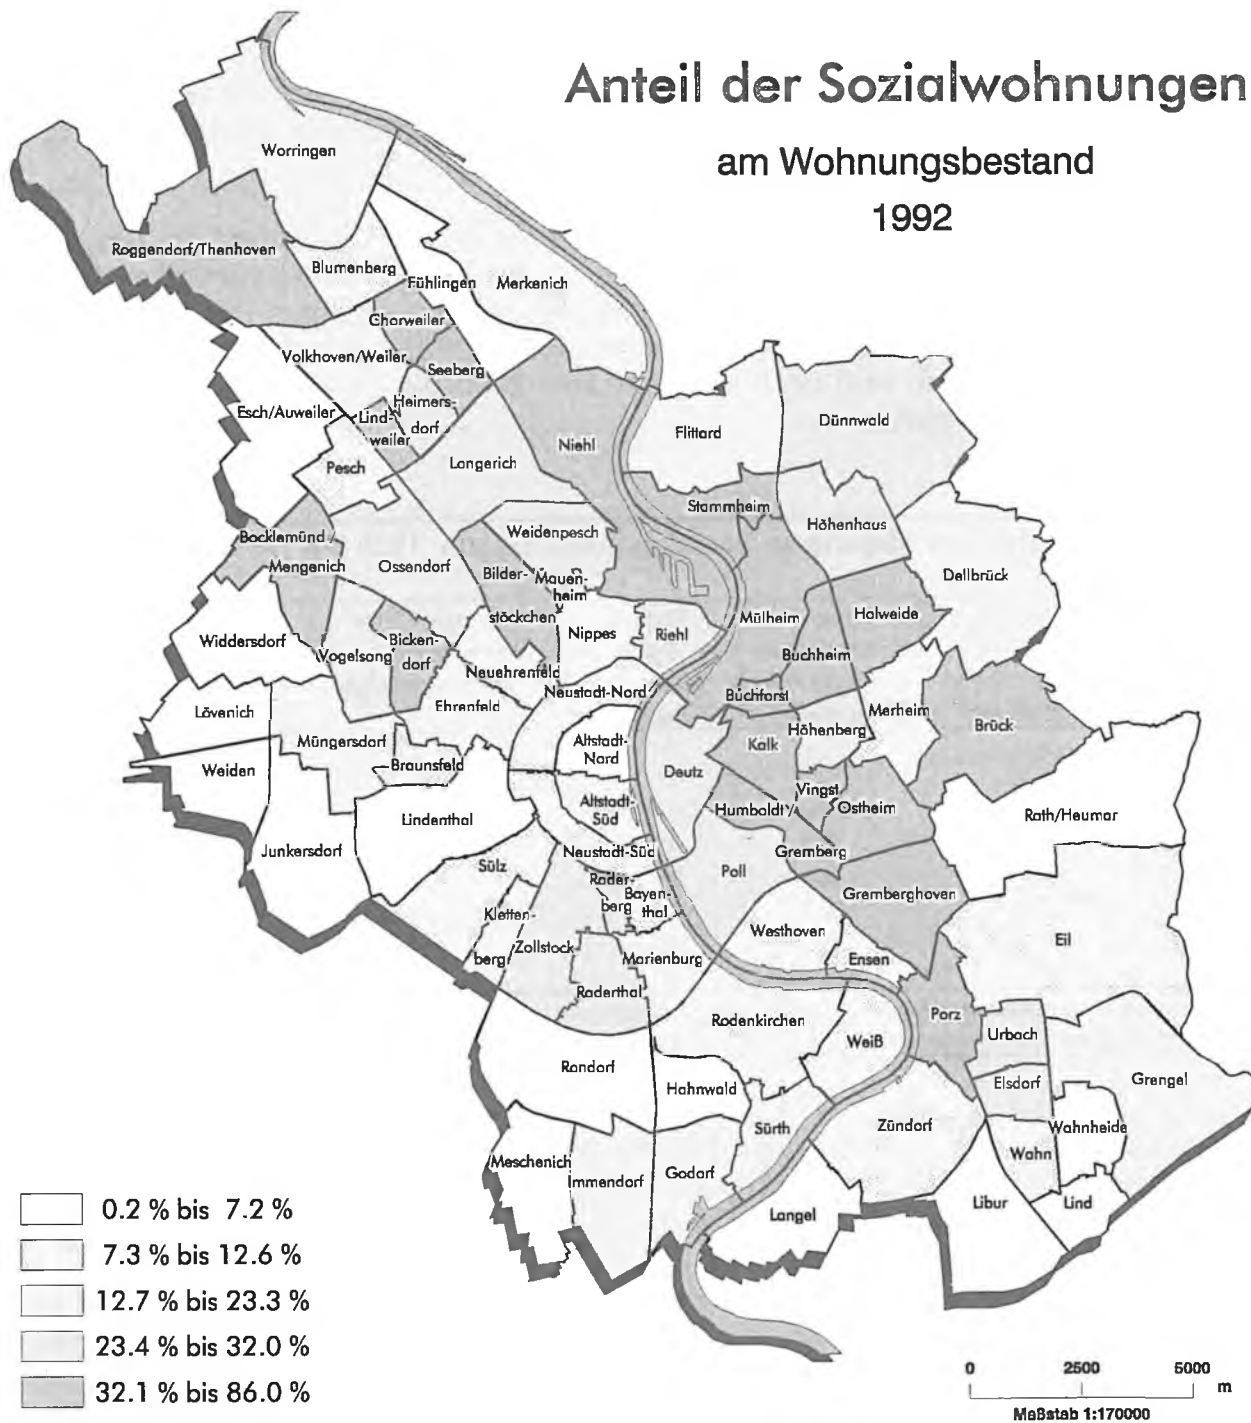 Anteil der Sozialwohnungen
am Wohnungsbestand
1992
Worringen
Roggendorf/Thenhoven
Blumenberg
Fühlingen
Merkenich
Chorweiler
Volkhoven/Weiler
Seeberg
Heimers-
dorf
Lind-
weiler
Esch/Auweiler
Pesch
Longerich
Niehl
Flittard
Dünnwald
Stammheim
Höhenhaus
Dellbrück
Bocklemünd/
Mengenich
Ossendorf
Weidenpesch
Bilder-
stöckchen
Mauen-
heim
Nippes
Riehl
Mülheim
Holweide
Buchheim
Widdersdorf
Vogelsang
Bicken-
dorf
Neuehrenfeld
Ehrenfeld
Neustadt-Nord
Buchforst
Merheim
Brück
Lövenich
Müngersdorf
Braunsfeld
Weiden
Altstadt-
Nord
Höhenberg
Kalk
Deutz
Vingst
Ostheim
Humboldt/
Gremberg
Rath/Heumar
Junkersdorf
Lindenthal
Altstadt-
Süd
Neustadt-Süd
Sülz
Kletten-
berg
Zollstock
Rader-
berg
Bayen-
thal
Poll
Gremberghoven
Marienburg
Raderthal
Westhoven
Ensen
Eil
Porz
Urbach
Rodenkirchen
Weiß
Elsdorf
Grengel
Rondorf
Hahnwald
Sürth
Zündorf
Wahnheide
Wahn
Meschenich
Immendorf
Godorf
Langel
Libur
Lind
0.2 % bis 7.2 %
7.3 % bis 12.6 %
12.7 % bis 23.3 %
23.4 % bis 32.0 %
32.1 % bis 86.0 %
0 2500 5000
m
Maßstab 1:170000